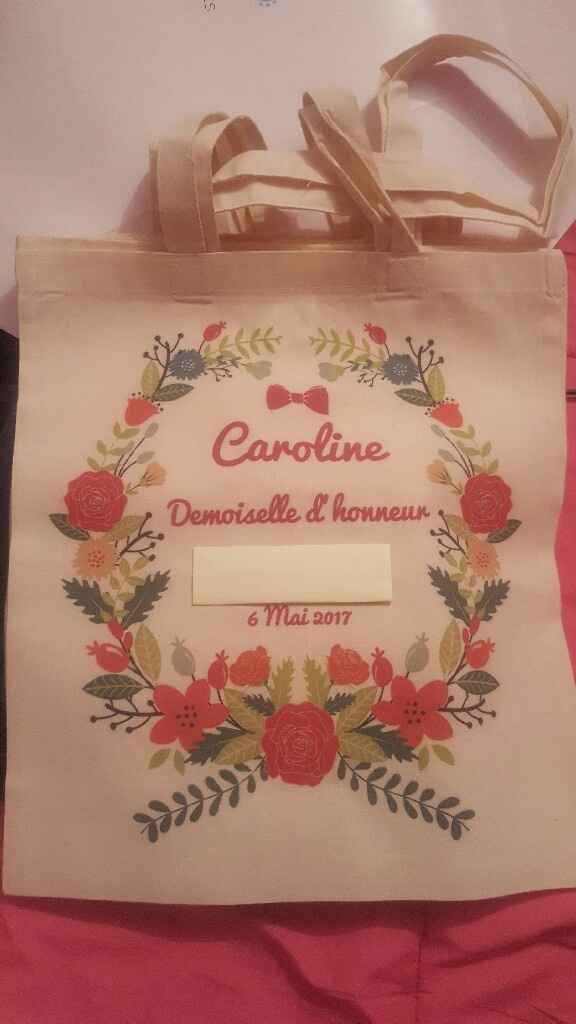 Caroline
Demoiselle d'honneur
6 Mai 2017